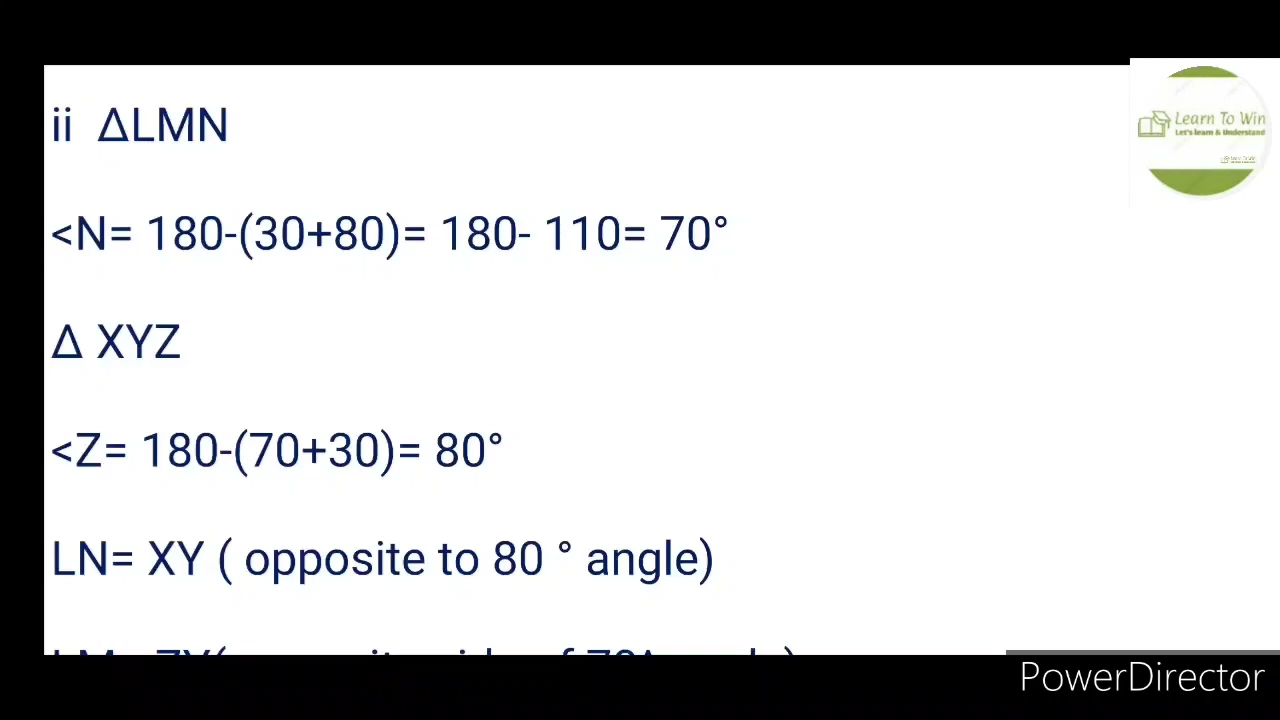 ii ΔLMN
Learn To Win
Let's learn & Understand
<N= 180-(30+80)= 180- 110= 70°
Δ XYZ
<Z= 180-(70+30)= 80°
LN= XY ( opposite to 80 ° angle)
PowerDirector